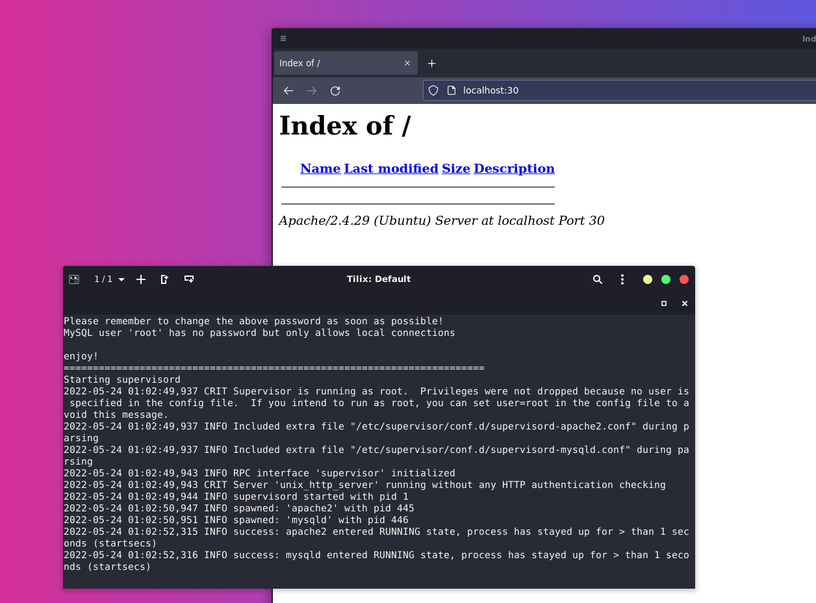 Ind
Index of /
localhost:30
Index of /
Name Last modified Size Description
Apache/2.4.29 (Ubuntu) Server at localhost Port 30
1 / 1
Tilix: Default
Please remember to change the above password as soon as possible!
MySQL user 'root' has no password but only allows local connections
enjoy!
========================================================================
Starting supervisord
2022-05-24 01:02:49,937 CRIT Supervisor is running as root.  Privileges were not dropped because no user is
 specified in the config file.  If you intend to run as root, you can set user=root in the config file to a
void this message.
2022-05-24 01:02:49,937 INFO Included extra file "/etc/supervisor/conf.d/supervisord-apache2.conf" during p
arsing
2022-05-24 01:02:49,937 INFO Included extra file "/etc/supervisor/conf.d/supervisord-mysqld.conf" during pa
rsing
2022-05-24 01:02:49,943 INFO RPC interface 'supervisor' initialized
2022-05-24 01:02:49,943 CRIT Server 'unix_http_server' running without any HTTP authentication checking
2022-05-24 01:02:49,944 INFO supervisord started with pid 1
2022-05-24 01:02:50,947 INFO spawned: 'apache2' with pid 445
2022-05-24 01:02:50,951 INFO spawned: 'mysqld' with pid 446
2022-05-24 01:02:52,315 INFO success: apache2 entered RUNNING state, process has stayed up for > than 1 sec
onds (startsecs)
2022-05-24 01:02:52,316 INFO success: mysqld entered RUNNING state, process has stayed up for > than 1 seco
nds (startsecs)